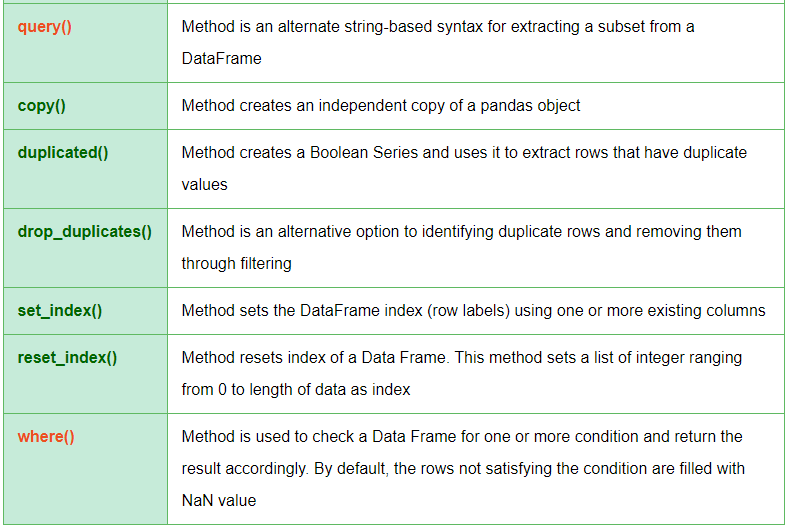 query()
Method is an alternate string-based syntax for extracting a subset from a
DataFrame
copy()
Method creates an independent copy of a pandas object
duplicated()
Method creates a Boolean Series and uses it to extract rows that have duplicate
values
drop_duplicates()
Method is an alternative option to identifying duplicate rows and removing them
through filtering
set_index()
Method sets the DataFrame index (row labels) using one or more existing columns
reset_index()
Method resets index of a Data Frame. This method sets a list of integer ranging
from 0 to length of data as index
where()
Method is used to check a Data Frame for one or more condition and return the
result accordingly. By default, the rows not satisfying the condition are filled with
NaN value